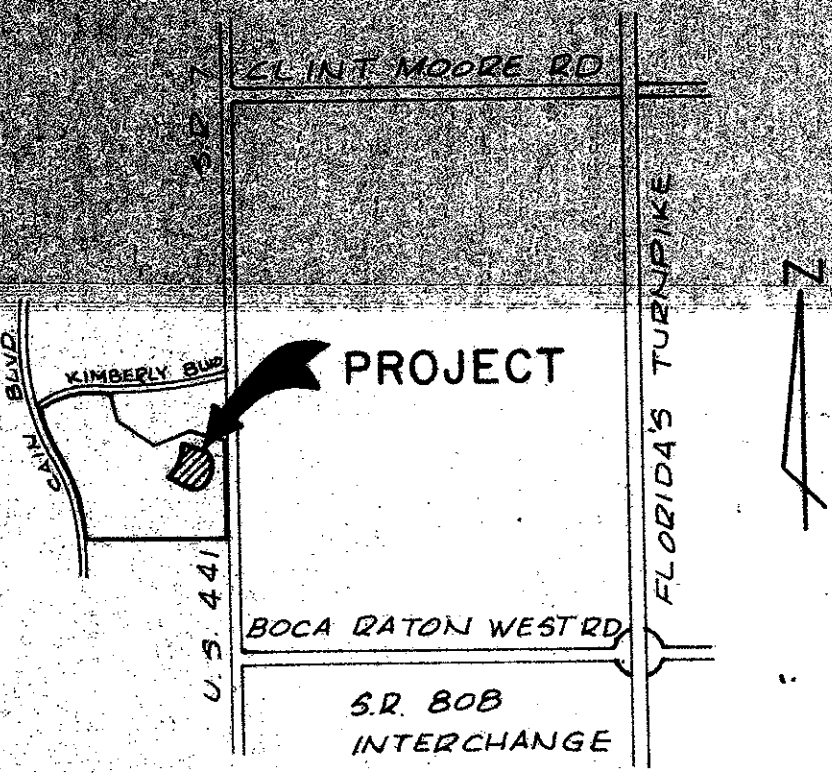 CLINT MOORE RD
S.R. 7
FLORIDA'S TURNPIKE
N
CAIN BLVD.
KIMBERLY BLVD
PROJECT
U.S. 441
BOCA RATON WEST RD
S.R. 808
INTERCHANGE